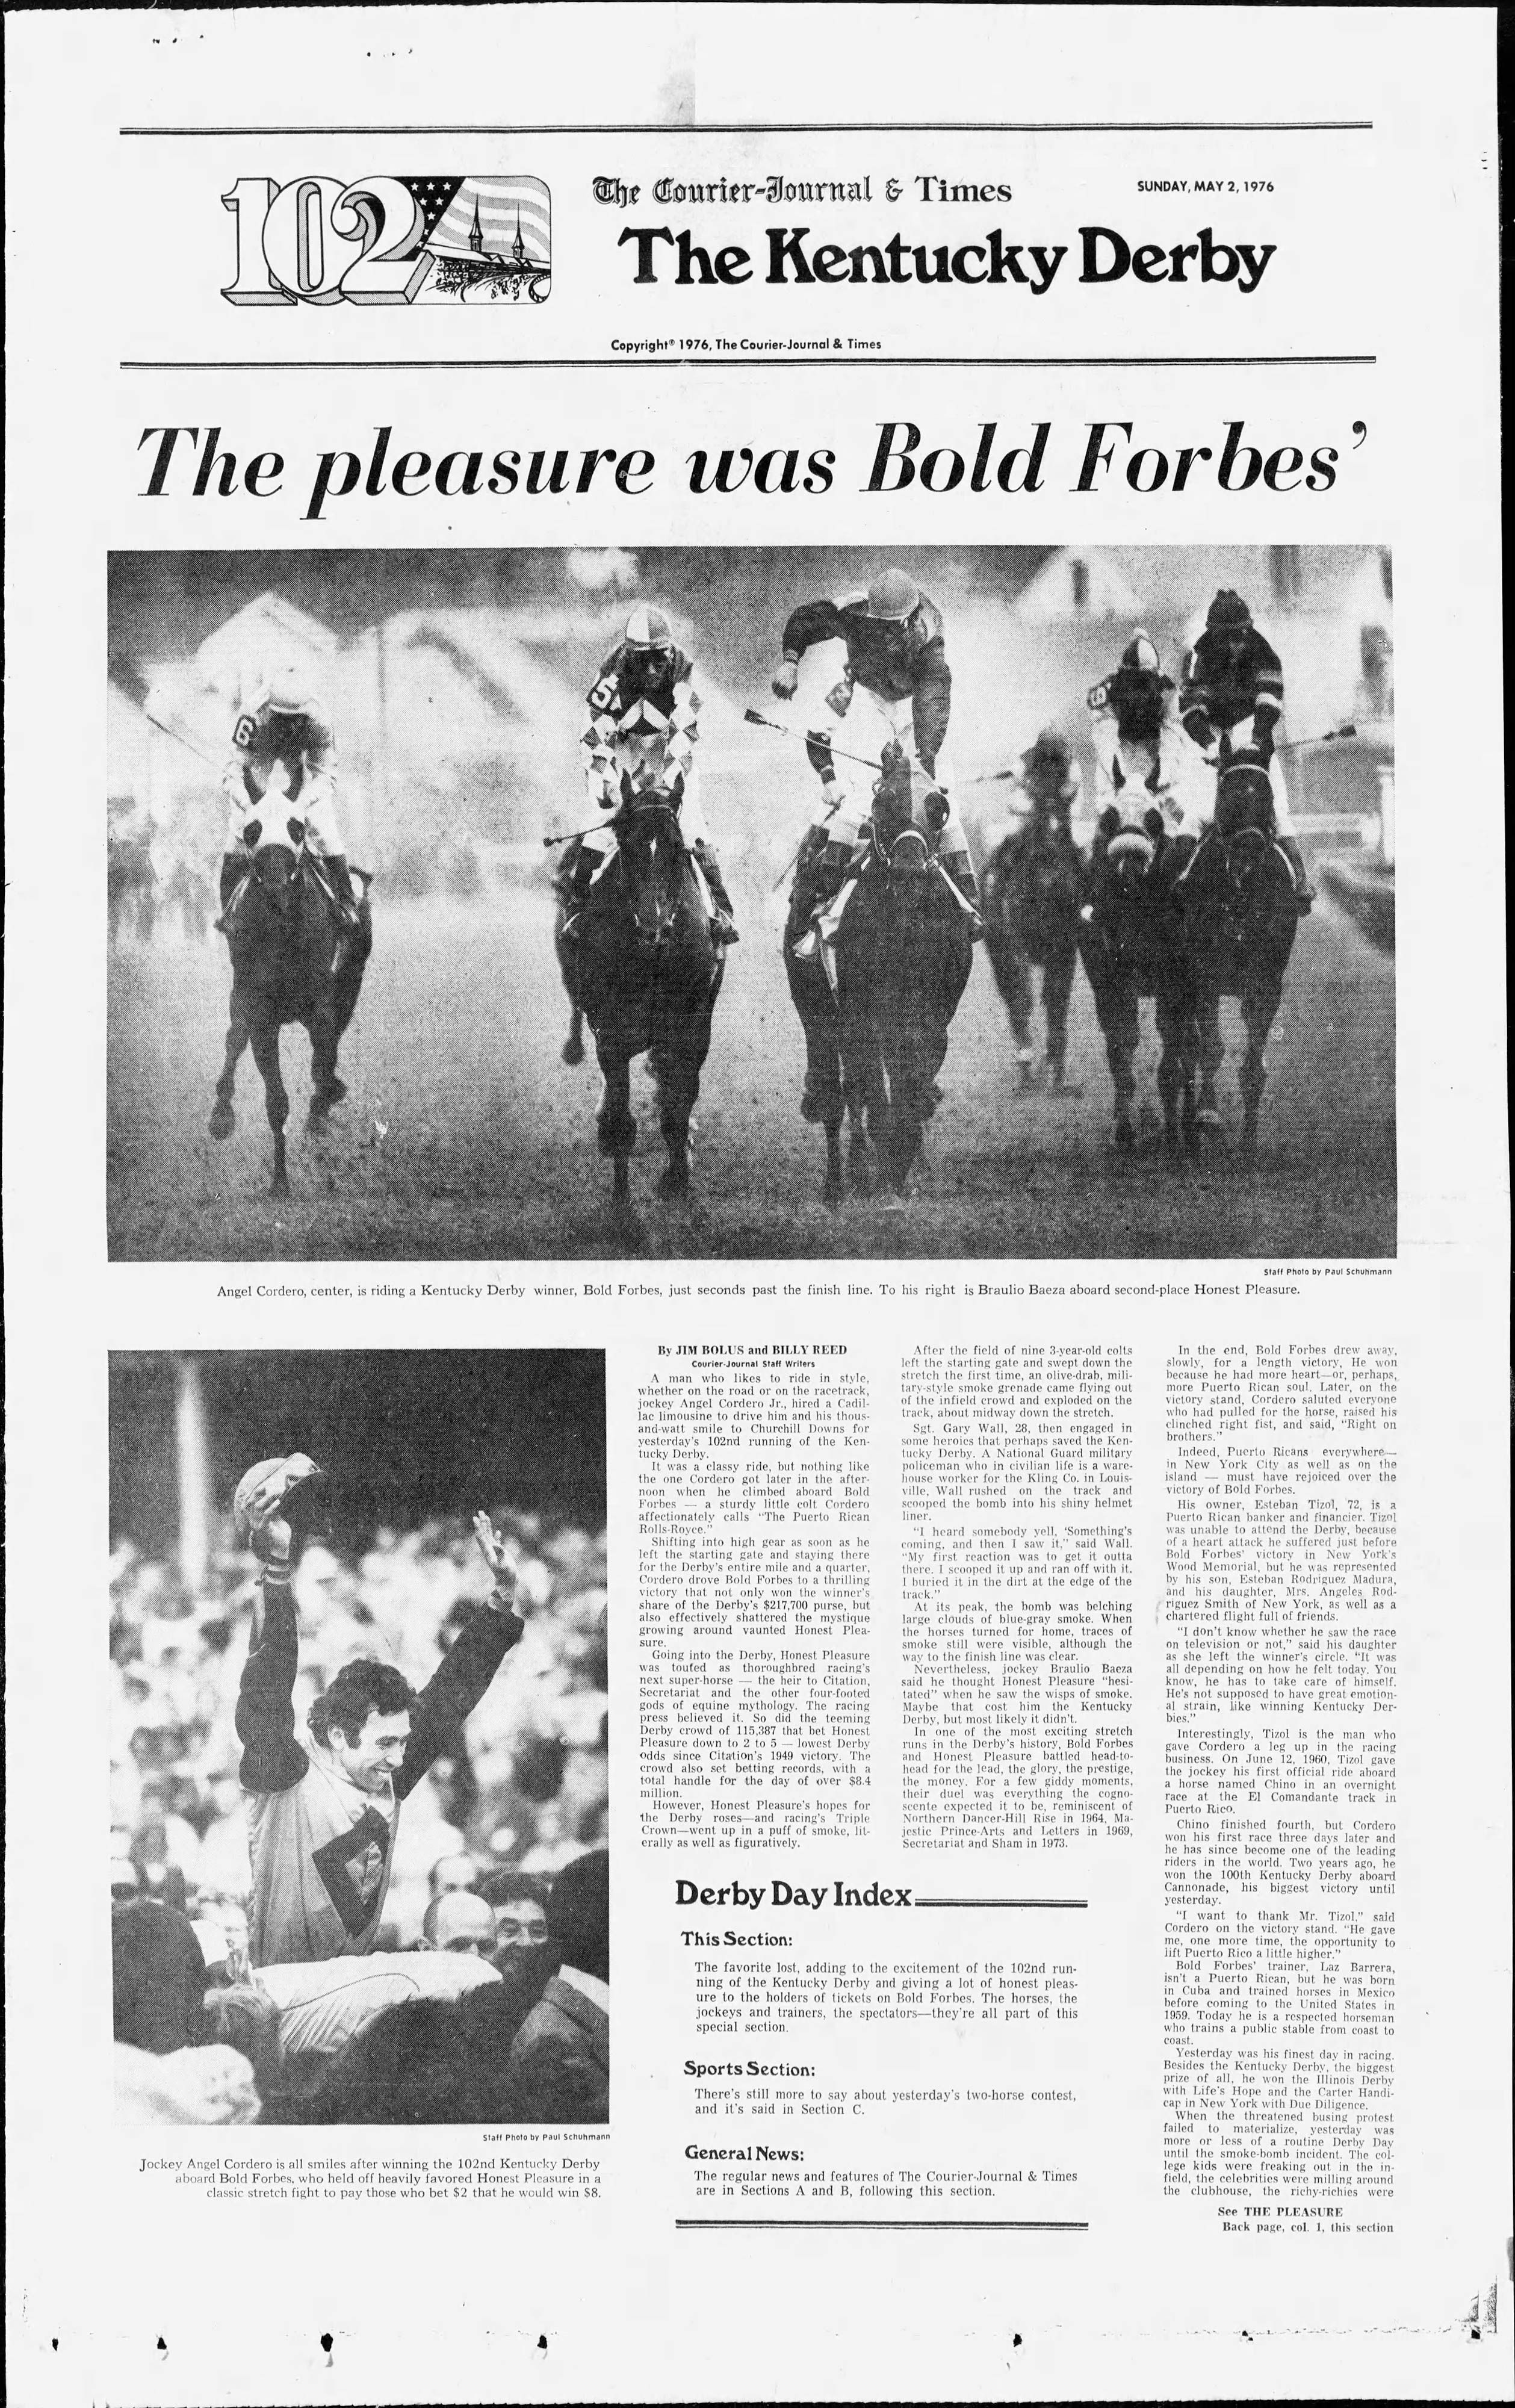 102
The Courier-Journal & Times
SUNDAY, MAY 2, 1976
The Kentucky Derby
Copyright® 1976, The Courier-Journal & Times
The pleasure was Bold Forbes’
6
5
9
Staff Photo by Paul Schuhmann
Angel Cordero, center, is riding a Kentucky Derby winner, Bold Forbes, just seconds past the finish line. To his right is Braulio Baeza aboard second-place Honest Pleasure.
Staff Photo by Paul Schuhmann
Jockey Angel Cordero is all smiles after winning the 102nd Kentucky Derby
aboard Bold Forbes, who held off heavily favored Honest Pleasure in a
classic stretch fight to pay those who bet $2 that he would win $8.
By JIM BOLUS and BILLY REED
Courier-Journal Staff Writers
A man who likes to ride in style,
whether on the road or on the racetrack,
jockey Angel Cordero Jr., hired a Cadil-
lac limousine to drive him and his thous-
and-watt smile to Churchill Downs for
yesterday's 102nd running of the Ken-
tucky Derby.
It was a classy ride, but nothing like
the one Cordero got later in the after-
noon when he climbed aboard Bold
Forbes — a sturdy little colt Cordero
affectionately calls "The Puerto Rican
Rolls-Royce."
Shifting into high gear as soon as he
left the starting gate and staying there
for the Derby's entire mile and a quarter,
Cordero drove Bold Forbes to a thrilling
victory that not only won the winner's
share of the Derby's $217,700 purse, but
also effectively shattered the mystique
growing around vaunted Honest Plea-
sure.
Going into the Derby, Honest Pleasure
was touted as thoroughbred racing's
next super-horse — the heir to Citation,
Secretariat and the other four-footed
gods of equine mythology. The racing
press believed it. So did the teeming
Derby crowd of 115,387 that bet Honest
Pleasure down to 2 to 5 — lowest Derby
odds since Citation's 1949 victory. The
crowd also set betting records, with a
total handle for the day of over $8.4
million.
However, Honest Pleasure's hopes for
the Derby roses—and racing's Triple
Crown—went up in a puff of smoke, lit-
erally as well as figuratively.
After the field of nine 3-year-old colts
left the starting gate and swept down the
stretch the first time, an olive-drab, mili-
tary-style smoke grenade came flying out
of the infield crowd and exploded on the
track, about midway down the stretch.
Sgt. Gary Wall, 28, then engaged in
some heroics that perhaps saved the Ken-
tucky Derby. A National Guard military
policeman who in civilian life is a ware-
house worker for the Kling Co. in Louis-
ville, Wall rushed on the track and
scooped the bomb into his shiny helmet
liner.
"I heard somebody yell, 'Something's
coming, and then I saw it," said Wall.
"My first reaction was to get it outta
there. I scooped it up and ran off with it.
I buried it in the dirt at the edge of the
track."
At its peak, the bomb was belching
large clouds of blue-gray smoke. When
the horses turned for home, traces of
smoke still were visible, although the
way to the finish line was clear.
Nevertheless, jockey Braulio Baeza
said he thought Honest Pleasure "hesi-
tated" when he saw the wisps of smoke.
Maybe that cost him the Kentucky
Derby, but most likely it didn't.
In one of the most exciting stretch
runs in the Derby's history, Bold Forbes
and Honest Pleasure battled head-to-
head for the lead, the glory, the prestige,
the money. For a few giddy moments,
their duel was everything the cogno-
scente expected it to be, reminiscent of
Northern Dancer-Hill Rise in 1964, Ma-
jestic Prince-Arts and Letters in 1969,
Secretariat and Sham in 1973.
In the end, Bold Forbes drew away,
slowly, for a length victory, He won
because he had more heart—or, perhaps,
more Puerto Rican soul. Later, on the
victory stand, Cordero saluted everyone
who had pulled for the horse, raised his
clinched right fist, and said, "Right on
brothers."
Indeed, Puerto Ricans everywhere—
in New York City as well as on the
island — must have rejoiced over the
victory of Bold Forbes.
His owner, Esteban Tizol, 72, is a
Puerto Rican banker and financier. Tizol
was unable to attend the Derby, because
of a heart attack he suffered just before
Bold Forbes' victory in New York's
Wood Memorial, but he was represented
by his son, Esteban Rodriguez Madura,
and his daughter, Mrs. Angeles Rod-
riguez Smith of New York, as well as a
chartered flight full of friends.
"I don't know whether he saw the race
on television or not," said his daughter
as she left the winner's circle. "It was
all depending on how he felt today. You
know, he has to take care of himself.
He's not supposed to have great emotion-
al strain, like winning Kentucky Der-
bies."
Interestingly, Tizol is the man who
gave Cordero a leg up in the racing
business. On June 12, 1960, Tizol gave
the jockey his first official ride aboard
a horse named Chino in an overnight
race at the El Comandante track in
Puerto Rico.
Chino finished fourth, but Cordero
won his first race three days later and
he has since become one of the leading
riders in the world. Two years ago, he
won the 100th Kentucky Derby aboard
Cannonade, his biggest victory until
yesterday.
"I want to thank Mr. Tizol," said
Cordero on the victory stand. "He gave
me, one more time, the opportunity to
lift Puerto Rico a little higher."
Bold Forbes' trainer, Laz Barrera,
isn't a Puerto Rican, but he was born
in Cuba and trained horses in Mexico
before coming to the United States in
1959. Today he is a respected horseman
who trains a public stable from coast to
coast.
Yesterday was his finest day in racing.
Besides the Kentucky Derby, the biggest
prize of all, he won the Illinois Derby
with Life's Hope and the Carter Handi-
cap in New York with Due Diligence.
When the threatened busing protest
failed to materialize, yesterday was
more or less of a routine Derby Day
until the smoke-bomb incident. The col-
lege kids were freaking out in the in-
field, the celebrities were milling around
the clubhouse, the richy-richies were
See THE PLEASURE
Back page, col. 1, this section
Derby Day Index
This Section:
The favorite lost, adding to the excitement of the 102nd run-
ning of the Kentucky Derby and giving a lot of honest pleas-
ure to the holders of tickets on Bold Forbes. The horses, the
jockeys and trainers, the spectators—they're all part of this
special section.
Sports Section:
There's still more to say about yesterday's two-horse contest,
and it's said in Section C.
General News:
The regular news and features of The Courier-Journal & Times
are in Sections A and B, following this section.